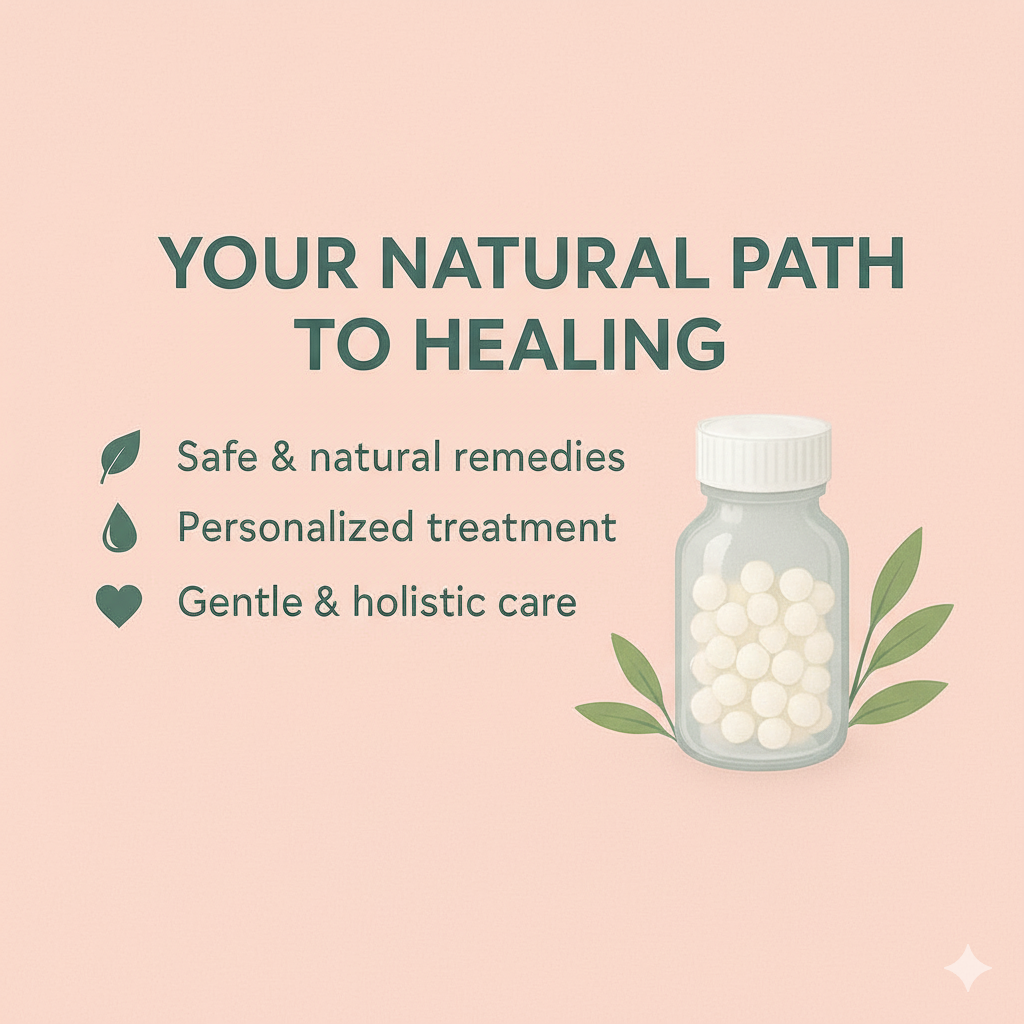 YOUR NATURAL PATH
TO HEALING
Safe & natural remedies
Personalized treatment
Gentle & holistic care